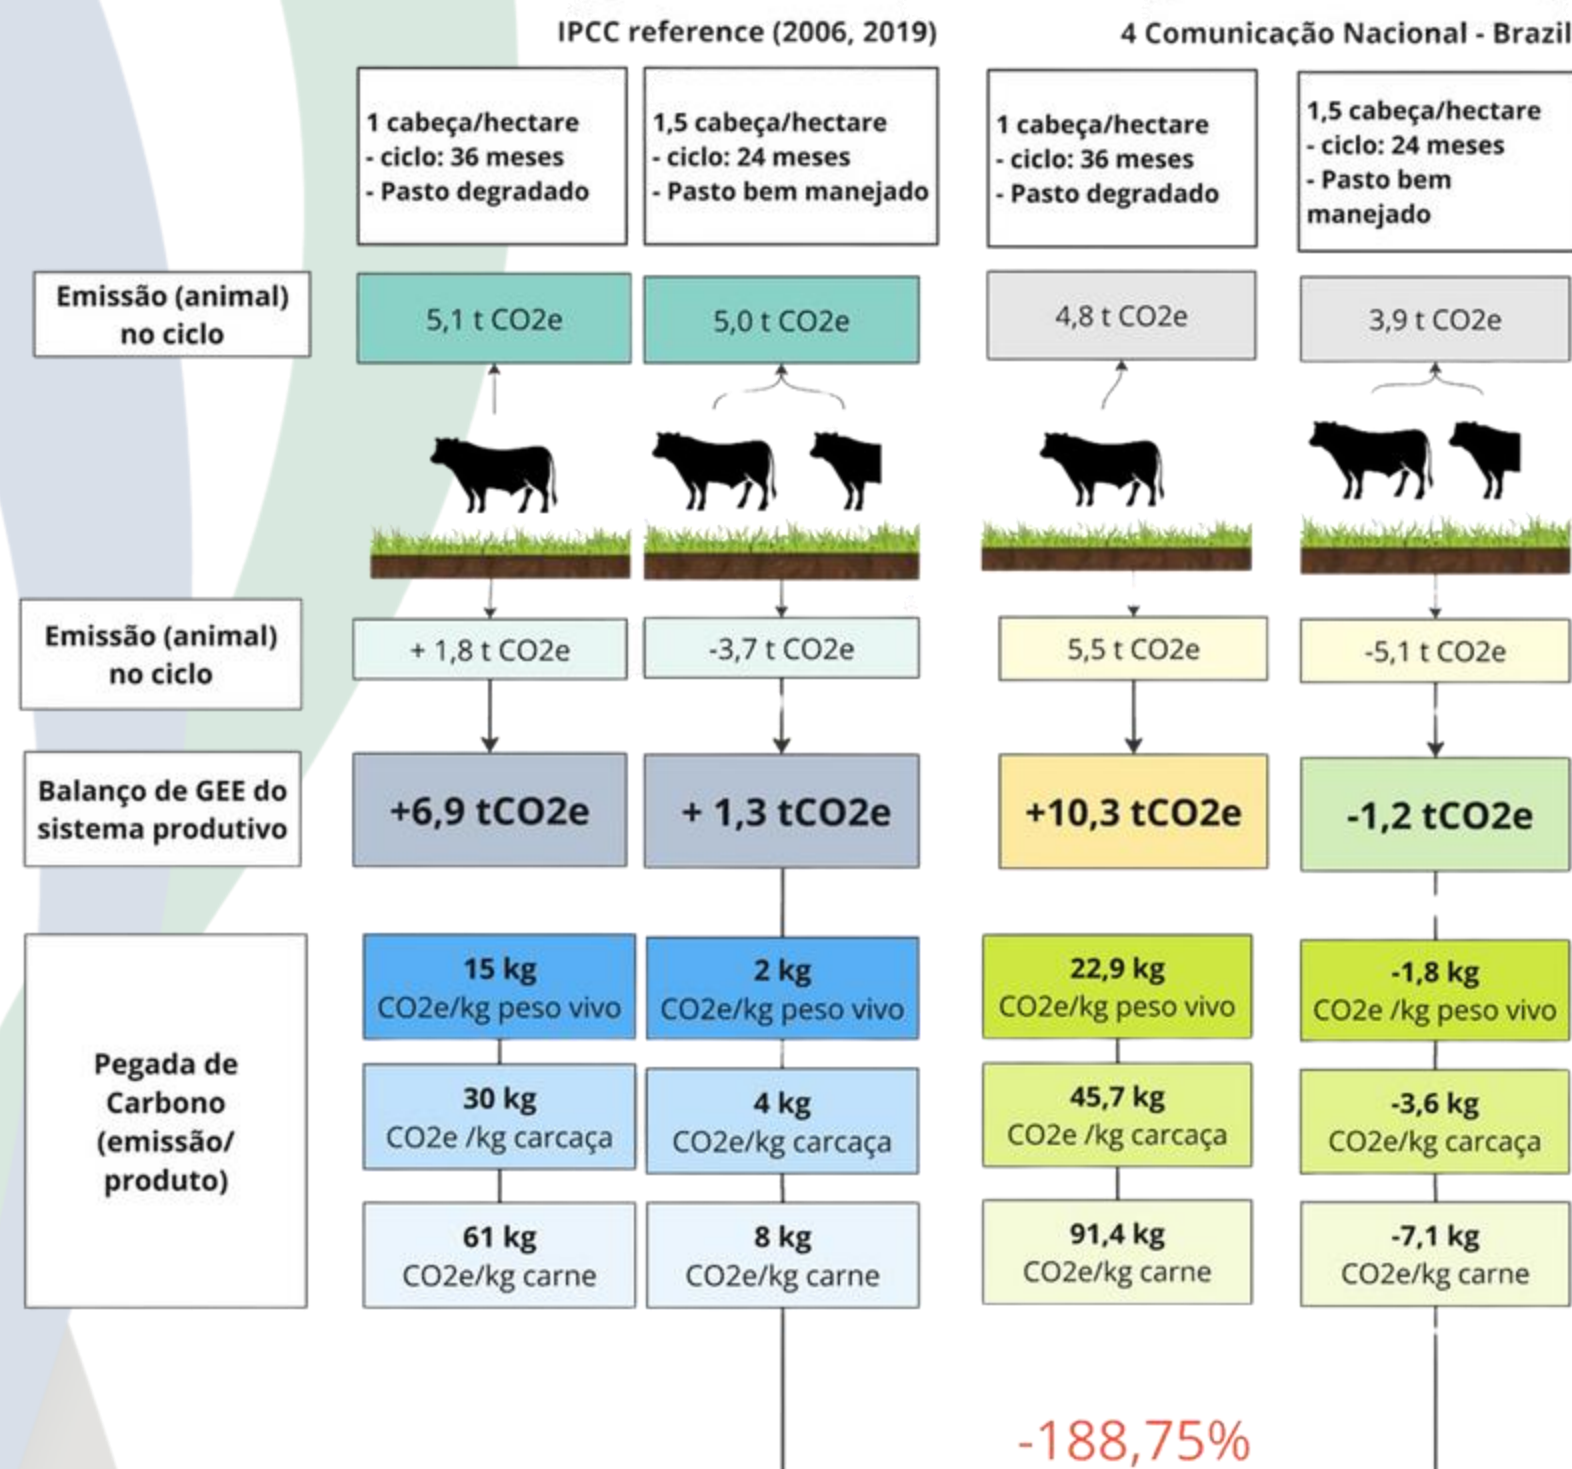 IPCC reference (2006, 2019)
4 Comunicação Nacional - Brazil
1 cabeça/hectare
- ciclo: 36 meses
- Pasto degradado
1,5 cabeça/hectare
- ciclo: 24 meses
- Pasto bem manejado
1 cabeça/hectare
- ciclo: 36 meses
- Pasto degradado
1,5 cabeça/hectare
- ciclo: 24 meses
- Pasto bem
manejado
Emissão (animal)
no ciclo
5,1 t CO2e
5,0 t CO2e
4,8 t CO2e
3,9 t CO2e
Emissão (animal)
no ciclo
+ 1,8 t CO2e
-3,7 t CO2e
5,5 t CO2e
-5,1 t CO2e
Balanço de GEE do
sistema produtivo
+6,9 tCO2e
+ 1,3 tCO2e
+10,3 tCO2e
-1,2 tCO2e
Pegada de
Carbono
(emissão/
produto)
15 kg
CO2e/kg peso vivo
2 kg
CO2e/kg peso vivo
22,9 kg
CO2e/kg peso vivo
-1,8 kg
CO2e /kg peso vivo
30 kg
CO2e /kg carcaça
4 kg
CO2e/kg carcaça
45,7 kg
CO2e /kg carcaça
-3,6 kg
CO2e/kg carcaça
61 kg
CO2e/kg carne
8 kg
CO2e/kg carne
91,4 kg
CO2e/kg carne
-7,1 kg
CO2e/kg carne
-188,75%